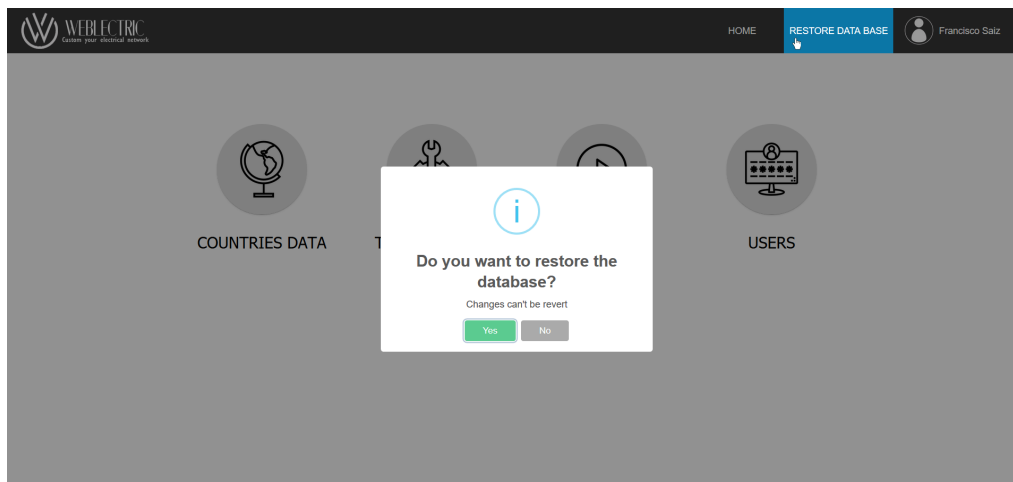 WEBLECTRIC
Custom your electrical network
HOME
RESTORE DATA BASE
Francisco Saiz
COUNTRIES DATA
T
USERS
i
Do you want to restore the
database?
Changes can't be revert
Yes
No